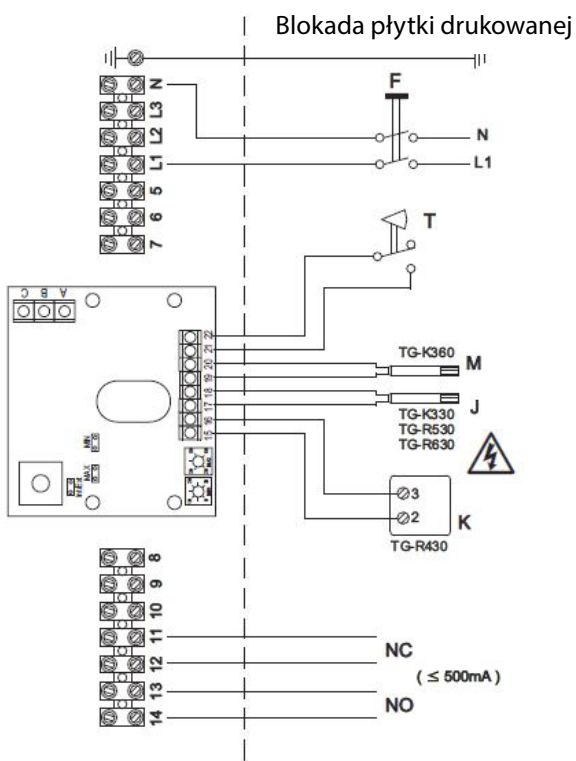 Blokada płytki drukowanej
N
L3
L2
L1
5
6
7
F
N
L1
T
C B A
22
21
20
19
18
17
16
15
MIN
MAX
TG-K360
M
TG-K330
TG-R530
TG-R630
J
3
2
K
TG-R430
8
9
10
11
12
13
14
NC
( ≤ 500mA )
NO